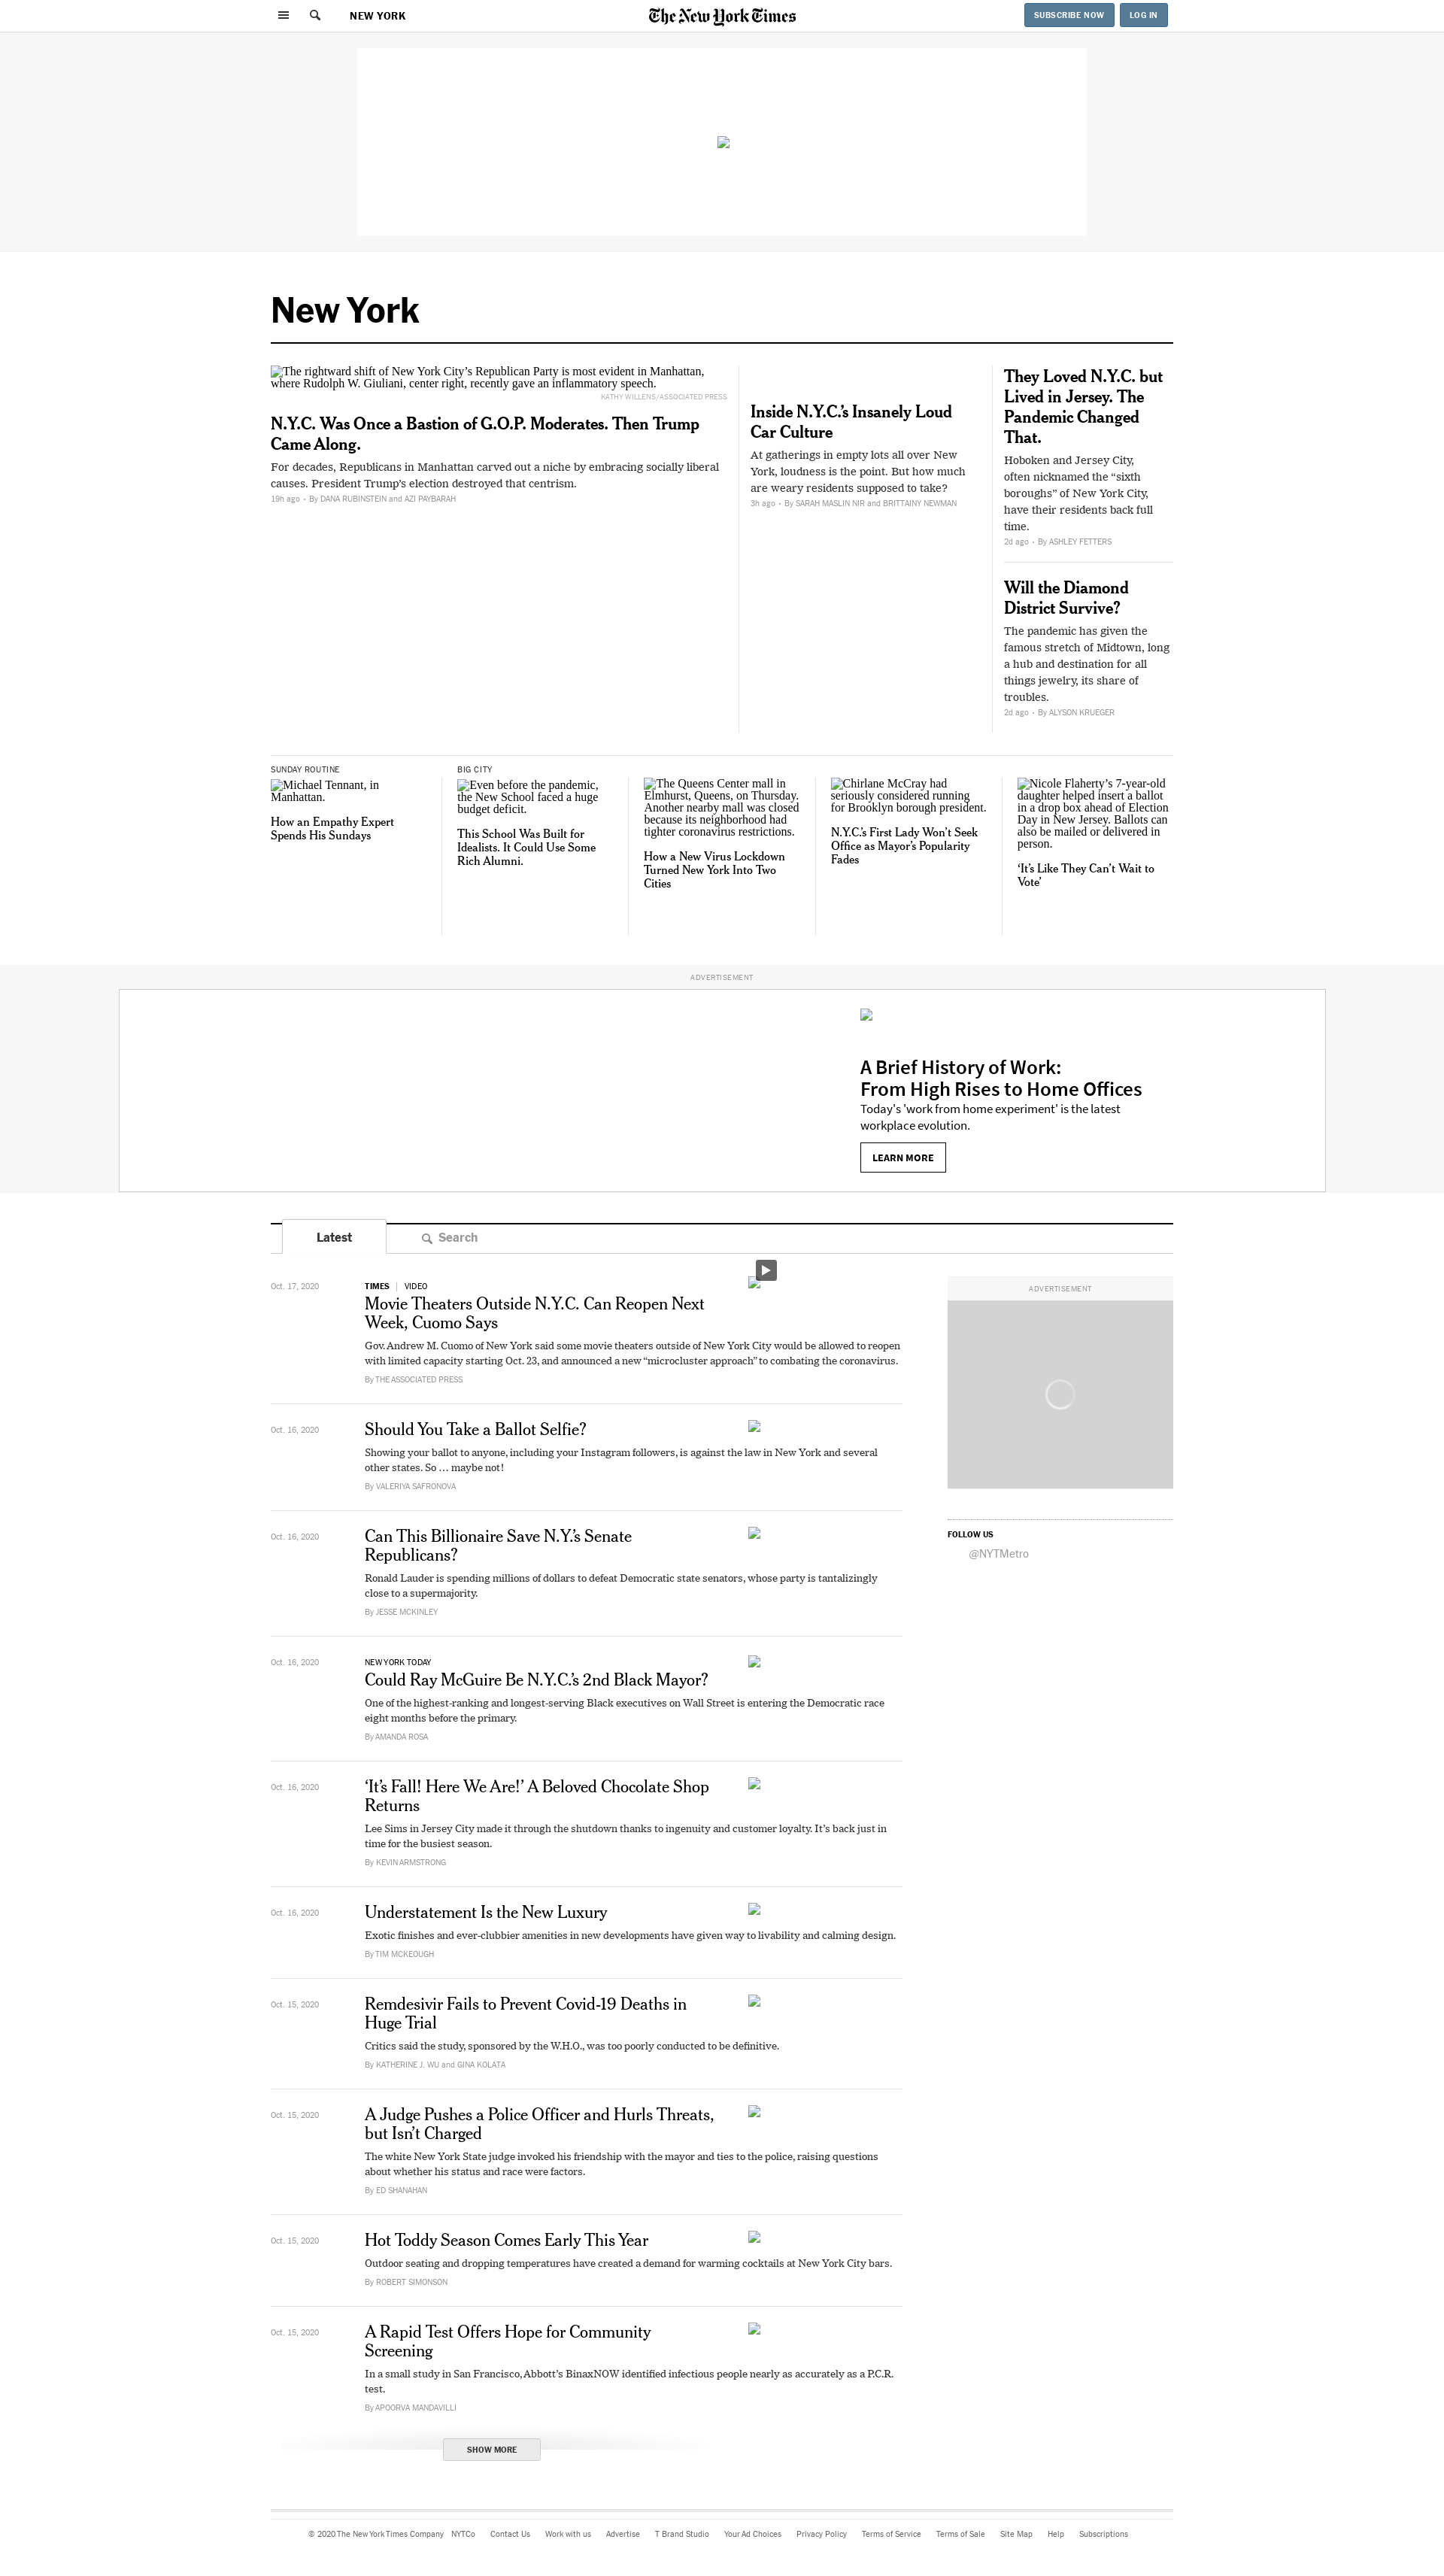 NEW YORK
The New York Times
SUBSCRIBE NOW
LOG IN
New York
The rightward shift of New York City’s Republican Party is most evident in Manhattan,
where Rudolph W. Giuliani, center right, recently gave an inflammatory speech.
KATHY WILLENS/ASSOCIATED PRESS
N.Y.C. Was Once a Bastion of G.O.P. Moderates. Then Trump
Came Along.
For decades, Republicans in Manhattan carved out a niche by embracing socially liberal
causes. President Trump’s election destroyed that centrism.
19h ago • By DANA RUBINSTEIN and AZI PAYBARAH
Inside N.Y.C.’s Insanely Loud
Car Culture
At gatherings in empty lots all over New
York, loudness is the point. But how much
are weary residents supposed to take?
3h ago • By SARAH MASLIN NIR and BRITTAINY NEWMAN
They Loved N.Y.C. but
Lived in Jersey. The
Pandemic Changed
That.
Hoboken and Jersey City,
often nicknamed the “sixth
boroughs” of New York City,
have their residents back full
time.
2d ago • By ASHLEY FETTERS
Will the Diamond
District Survive?
The pandemic has given the
famous stretch of Midtown, long
a hub and destination for all
things jewelry, its share of
troubles.
2d ago • By ALYSON KRUEGER
SUNDAY ROUTINE
Michael Tennant, in
Manhattan.
How an Empathy Expert
Spends His Sundays
BIG CITY
Even before the pandemic,
the New School faced a huge
budget deficit.
This School Was Built for
Idealists. It Could Use Some
Rich Alumni.
The Queens Center mall in
Elmhurst, Queens, on Thursday.
Another nearby mall was closed
because its neighborhood had
tighter coronavirus restrictions.
How a New Virus Lockdown
Turned New York Into Two
Cities
Chirlane McCray had
seriously considered running
for Brooklyn borough president.
N.Y.C.’s First Lady Won’t Seek
Office as Mayor’s Popularity
Fades
Nicole Flaherty’s 7-year-old
daughter helped insert a ballot
in a drop box ahead of Election
Day in New Jersey. Ballots can
also be mailed or delivered in
person.
‘It’s Like They Can’t Wait to
Vote’
ADVERTISEMENT
A Brief History of Work:
From High Rises to Home Offices
Today's 'work from home experiment' is the latest
workplace evolution.
LEARN MORE
Latest
Search
Oct. 17, 2020
TIMES | VIDEO
Movie Theaters Outside N.Y.C. Can Reopen Next
Week, Cuomo Says
Gov. Andrew M. Cuomo of New York said some movie theaters outside of New York City would be allowed to reopen
with limited capacity starting Oct. 23, and announced a new “microcluster approach” to combating the coronavirus.
By THE ASSOCIATED PRESS
ADVERTISEMENT
Oct. 16, 2020
Should You Take a Ballot Selfie?
Showing your ballot to anyone, including your Instagram followers, is against the law in New York and several
other states. So … maybe not!
By VALERIYA SAFRONOVA
FOLLOW US
@NYTMetro
Oct. 16, 2020
Can This Billionaire Save N.Y.’s Senate
Republicans?
Ronald Lauder is spending millions of dollars to defeat Democratic state senators, whose party is tantalizingly
close to a supermajority.
By JESSE MCKINLEY
Oct. 16, 2020
NEW YORK TODAY
Could Ray McGuire Be N.Y.C.’s 2nd Black Mayor?
One of the highest-ranking and longest-serving Black executives on Wall Street is entering the Democratic race
eight months before the primary.
By AMANDA ROSA
Oct. 16, 2020
‘It’s Fall! Here We Are!’ A Beloved Chocolate Shop
Returns
Lee Sims in Jersey City made it through the shutdown thanks to ingenuity and customer loyalty. It’s back just in
time for the busiest season.
By KEVIN ARMSTRONG
Oct. 16, 2020
Understatement Is the New Luxury
Exotic finishes and ever-clubbier amenities in new developments have given way to livability and calming design.
By TIM MCKEOUGH
Oct. 15, 2020
Remdesivir Fails to Prevent Covid-19 Deaths in
Huge Trial
Critics said the study, sponsored by the W.H.O., was too poorly conducted to be definitive.
By KATHERINE J. WU and GINA KOLATA
Oct. 15, 2020
A Judge Pushes a Police Officer and Hurls Threats,
but Isn’t Charged
The white New York State judge invoked his friendship with the mayor and ties to the police, raising questions
about whether his status and race were factors.
By ED SHANAHAN
Oct. 15, 2020
Hot Toddy Season Comes Early This Year
Outdoor seating and dropping temperatures have created a demand for warming cocktails at New York City bars.
By ROBERT SIMONSON
Oct. 15, 2020
A Rapid Test Offers Hope for Community
Screening
In a small study in San Francisco, Abbott’s BinaxNOW identified infectious people nearly as accurately as a P.C.R.
test.
By APOORVA MANDAVILLI
SHOW MORE
© 2020 The New York Times Company NYTCo Contact Us Work with us Advertise T Brand Studio Your Ad Choices Privacy Policy Terms of Service Terms of Sale Site Map Help Subscriptions